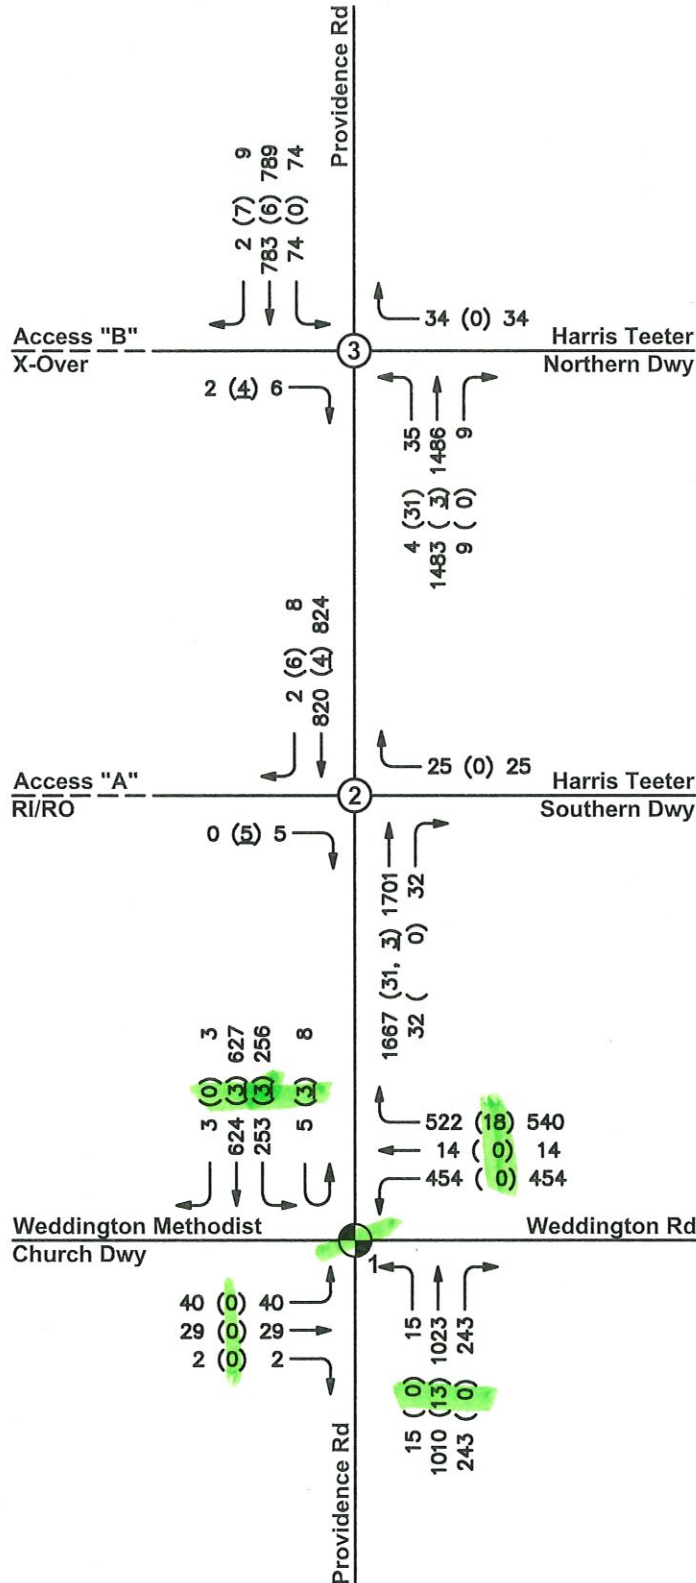 Providence Rd
2 (7) 9
783 (6) 789
74 (0) 74
34 (0) 34
Access "B"
X-Over
3
Harris Teeter
Northern Dwy
2 (4) 6
4 (31) 35
1483 ( 3) 1486
9 ( 0) 9
2 (6) 8
820 (4) 824
25 (0) 25
Access "A"
RI/RO
2
Harris Teeter
Southern Dwy
0 (5) 5
1667 (31, 3) 1701
32 ( 0) 32
3 (0) 3
624 (3) 627
253 (3) 256
5 (3) 8
522 (18) 540
14 ( 0) 14
454 ( 0) 454
Weddington Methodist
Church Dwy
1
Weddington Rd
40 (0) 40
29 (0) 29
2 (0) 2
15 ( 0) 15
1010 (13) 1023
243 ( 0) 243
Providence Rd